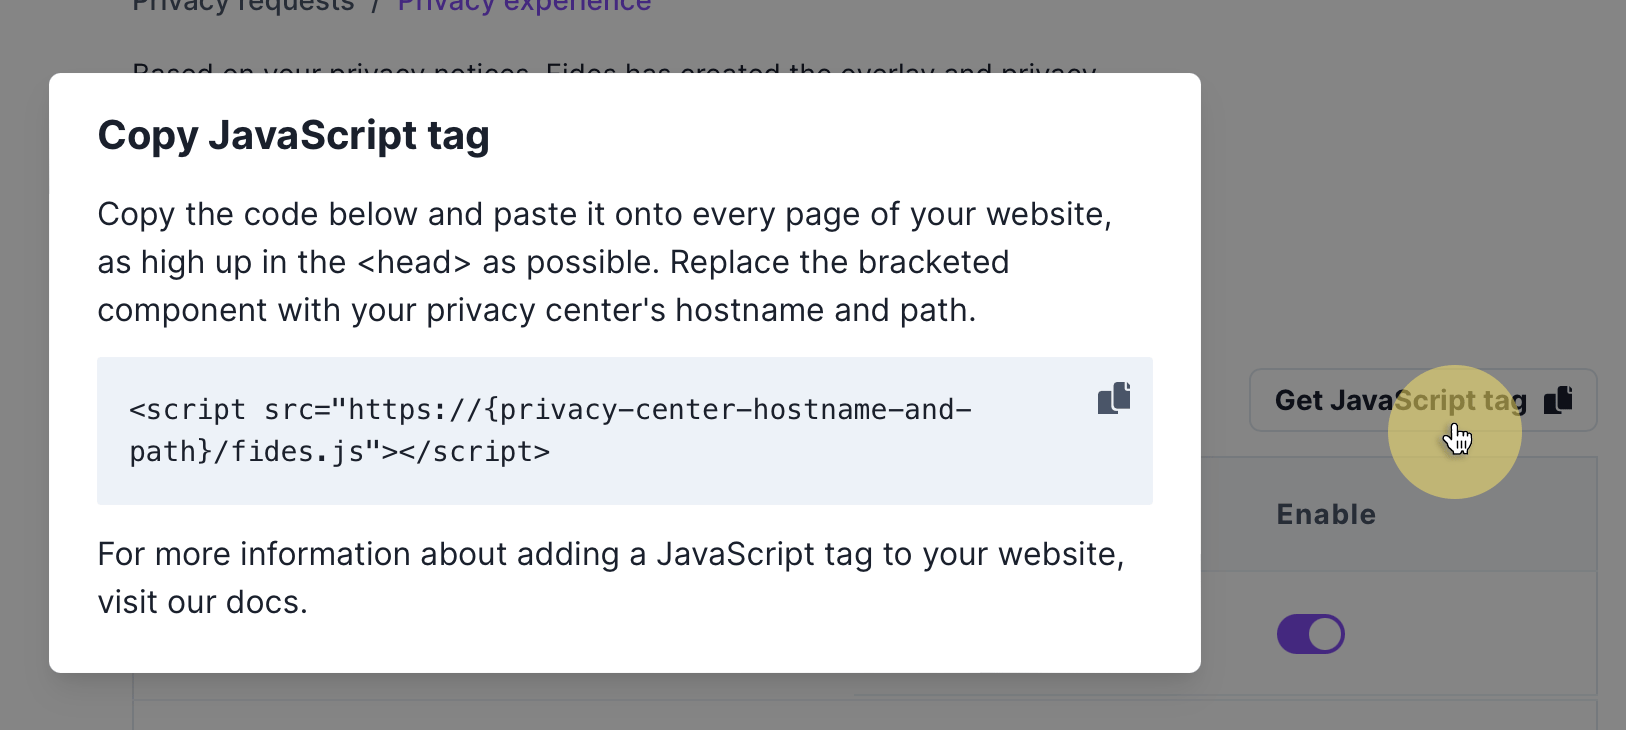 Privacy requests / Privacy experience
Based on your privacy notices, Fides has created the overlay and privacy
Copy JavaScript tag
Copy the code below and paste it onto every page of your website,
as high up in the <head> as possible. Replace the bracketed
component with your privacy center's hostname and path.
<script src="https://{privacy-center-hostname-and-
path}/fides.js"></script>
For more information about adding a JavaScript tag to your website,
visit our docs.
Get JavaScript tag
Enable